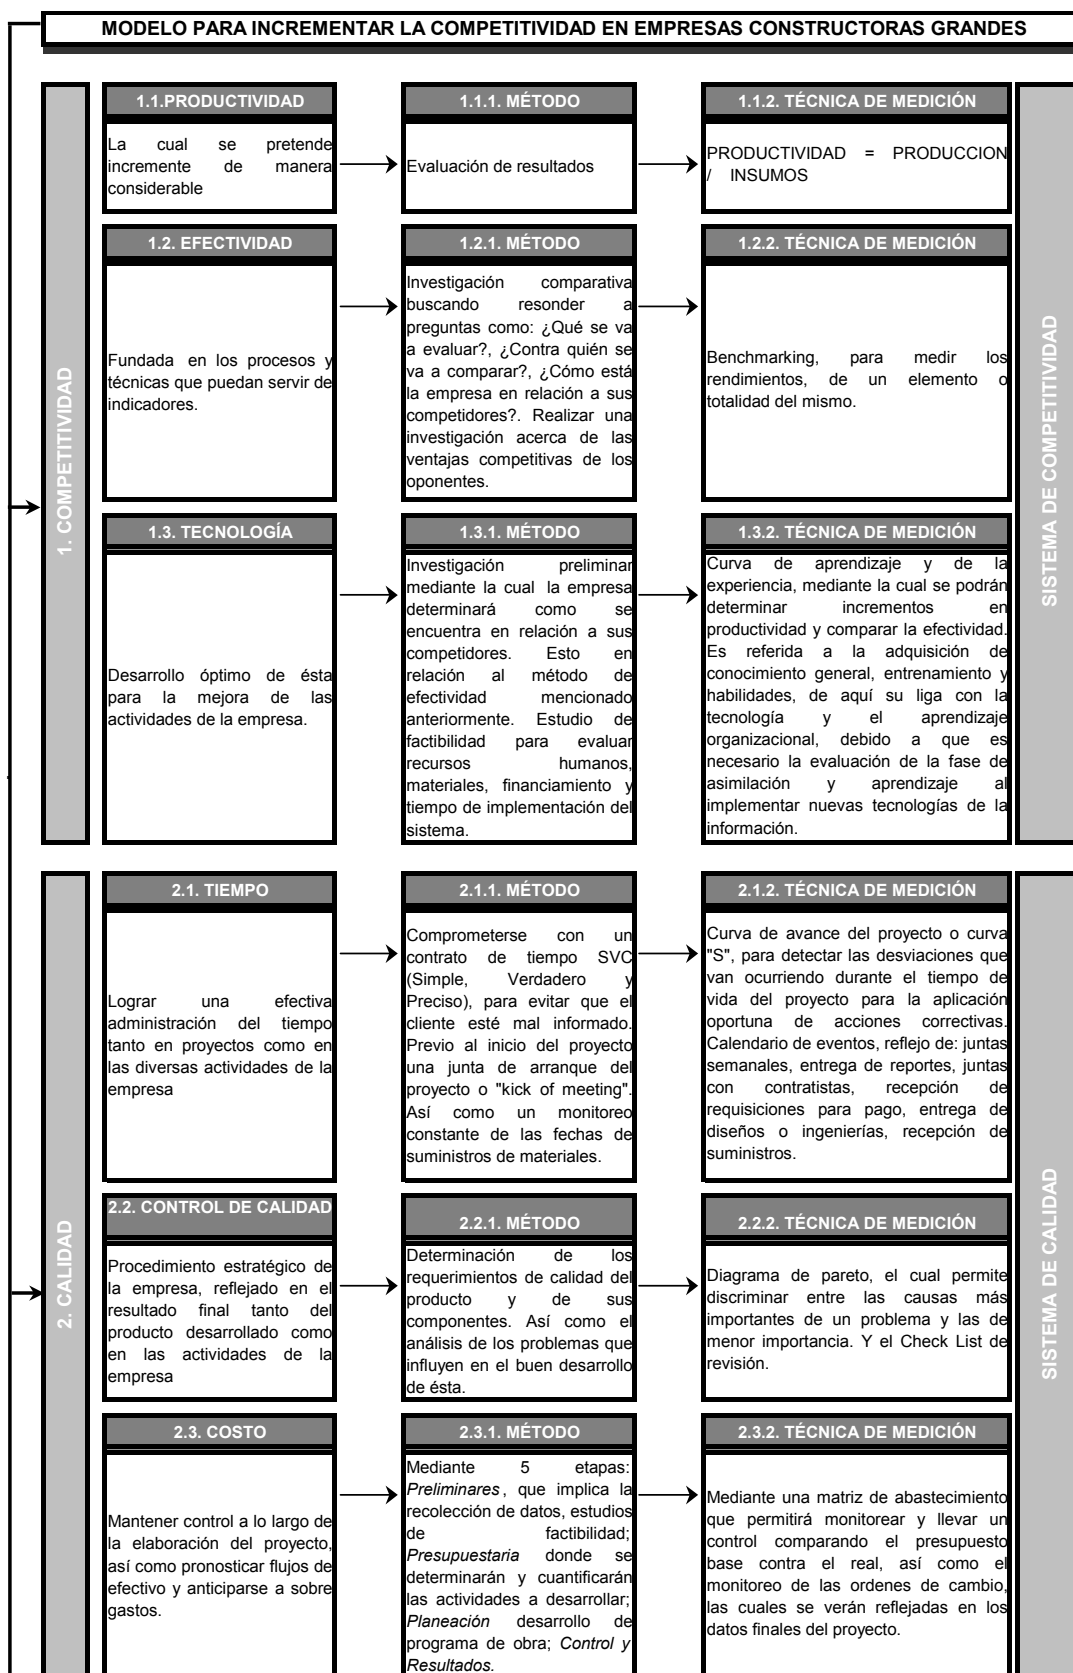 MODELO PARA INCREMENTAR LA COMPETITIVIDAD EN EMPRESAS CONSTRUCTORAS GRANDES
1. COMPETITIVIDAD
1.1.PRODUCTIVIDAD
La cual se pretende
incremente de manera
considerable
1.1.1. MÉTODO
Evaluación de resultados
1.1.2. TÉCNICA DE MEDICIÓN
PRODUCTIVIDAD = PRODUCCION
/ INSUMOS
1.2. EFECTIVIDAD
Fundada en los procesos y
técnicas que puedan servir de
indicadores.
1.2.1. MÉTODO
Investigación comparativa
buscando resonder a
preguntas como: ¿Qué se va
a evaluar?, ¿Contra quién se
va a comparar?, ¿Cómo está
la empresa en relación a sus
competidores?. Realizar una
investigación acerca de las
ventajas competitivas de los
oponentes.
1.2.2. TÉCNICA DE MEDICIÓN
Benchmarking, para medir los
rendimientos, de un elemento o
totalidad del mismo.
1.3. TECNOLOGÍA
Desarrollo óptimo de ésta
para la mejora de las
actividades de la empresa.
1.3.1. MÉTODO
Investigación preliminar
mediante la cual la empresa
determinará como se
encuentra en relación a sus
competidores. Esto en
relación al método de
efectividad mencionado
anteriormente. Estudio de
factibilidad para evaluar
recursos humanos,
materiales, financiamiento y
tiempo de implementación del
sistema.
1.3.2. TÉCNICA DE MEDICIÓN
Curva de aprendizaje y de la
experiencia, mediante la cual se podrán
determinar incrementos en
productividad y comparar la efectividad.
Es referida a la adquisición de
conocimiento general, entrenamiento y
habilidades, de aquí su liga con la
tecnología y el aprendizaje
organizacional, debido a que es
necesario la evaluación de la fase de
asimilación y aprendizaje al
implementar nuevas tecnologías de la
información.
SISTEMA DE COMPETITIVIDAD
2. CALIDAD
2.1. TIEMPO
Lograr una efectiva
administración del tiempo
tanto en proyectos como en
las diversas actividades de la
empresa
2.1.1. MÉTODO
Comprometerse con un
contrato de tiempo SVC
(Simple, Verdadero y
Preciso), para evitar que el
cliente esté mal informado.
Previo al inicio del proyecto
una junta de arranque del
proyecto o "kick of meeting".
Así como un monitoreo
constante de las fechas de
suministros de materiales.
2.1.2. TÉCNICA DE MEDICIÓN
Curva de avance del proyecto o curva
"S", para detectar las desviaciones que
van ocurriendo durante el tiempo de
vida del proyecto para la aplicación
oportuna de acciones correctivas.
Calendario de eventos, reflejo de: juntas
semanales, entrega de reportes, juntas
con contratistas, recepción de
requisiciones para pago, entrega de
diseños o ingenierías, recepción de
suministros.
2.2. CONTROL DE CALIDAD
Procedimiento estratégico de
la empresa, reflejado en el
resultado final tanto del
producto desarrollado como
en las actividades de la
empresa
2.2.1. MÉTODO
Determinación de los
requerimientos de calidad del
producto y de sus
componentes. Así como el
análisis de los problemas que
influyen en el buen desarrollo
de ésta.
2.2.2. TÉCNICA DE MEDICIÓN
Diagrama de pareto, el cual permite
discriminar entre las causas más
importantes de un problema y las de
menor importancia. Y el Check List de
revisión.
2.3. COSTO
Mantener control a lo largo de
la elaboración del proyecto,
así como pronosticar flujos de
efectivo y anticiparse a sobre
gastos.
2.3.1. MÉTODO
Mediante 5 etapas:
Preliminares, que implica la
recolección de datos, estudios
de factibilidad;
Presupuestaria donde se
determinarán y cuantificarán
las actividades a desarrollar;
Planeación desarrollo de
programa de obra; Control y
Resultados.
2.3.2. TÉCNICA DE MEDICIÓN
Mediante una matriz de abastecimiento
que permitirá monitorear y llevar un
control comparando el presupuesto
base contra el real, así como el
monitoreo de las ordenes de cambio,
las cuales se verán reflejadas en los
datos finales del proyecto.
SISTEMA DE CALIDAD